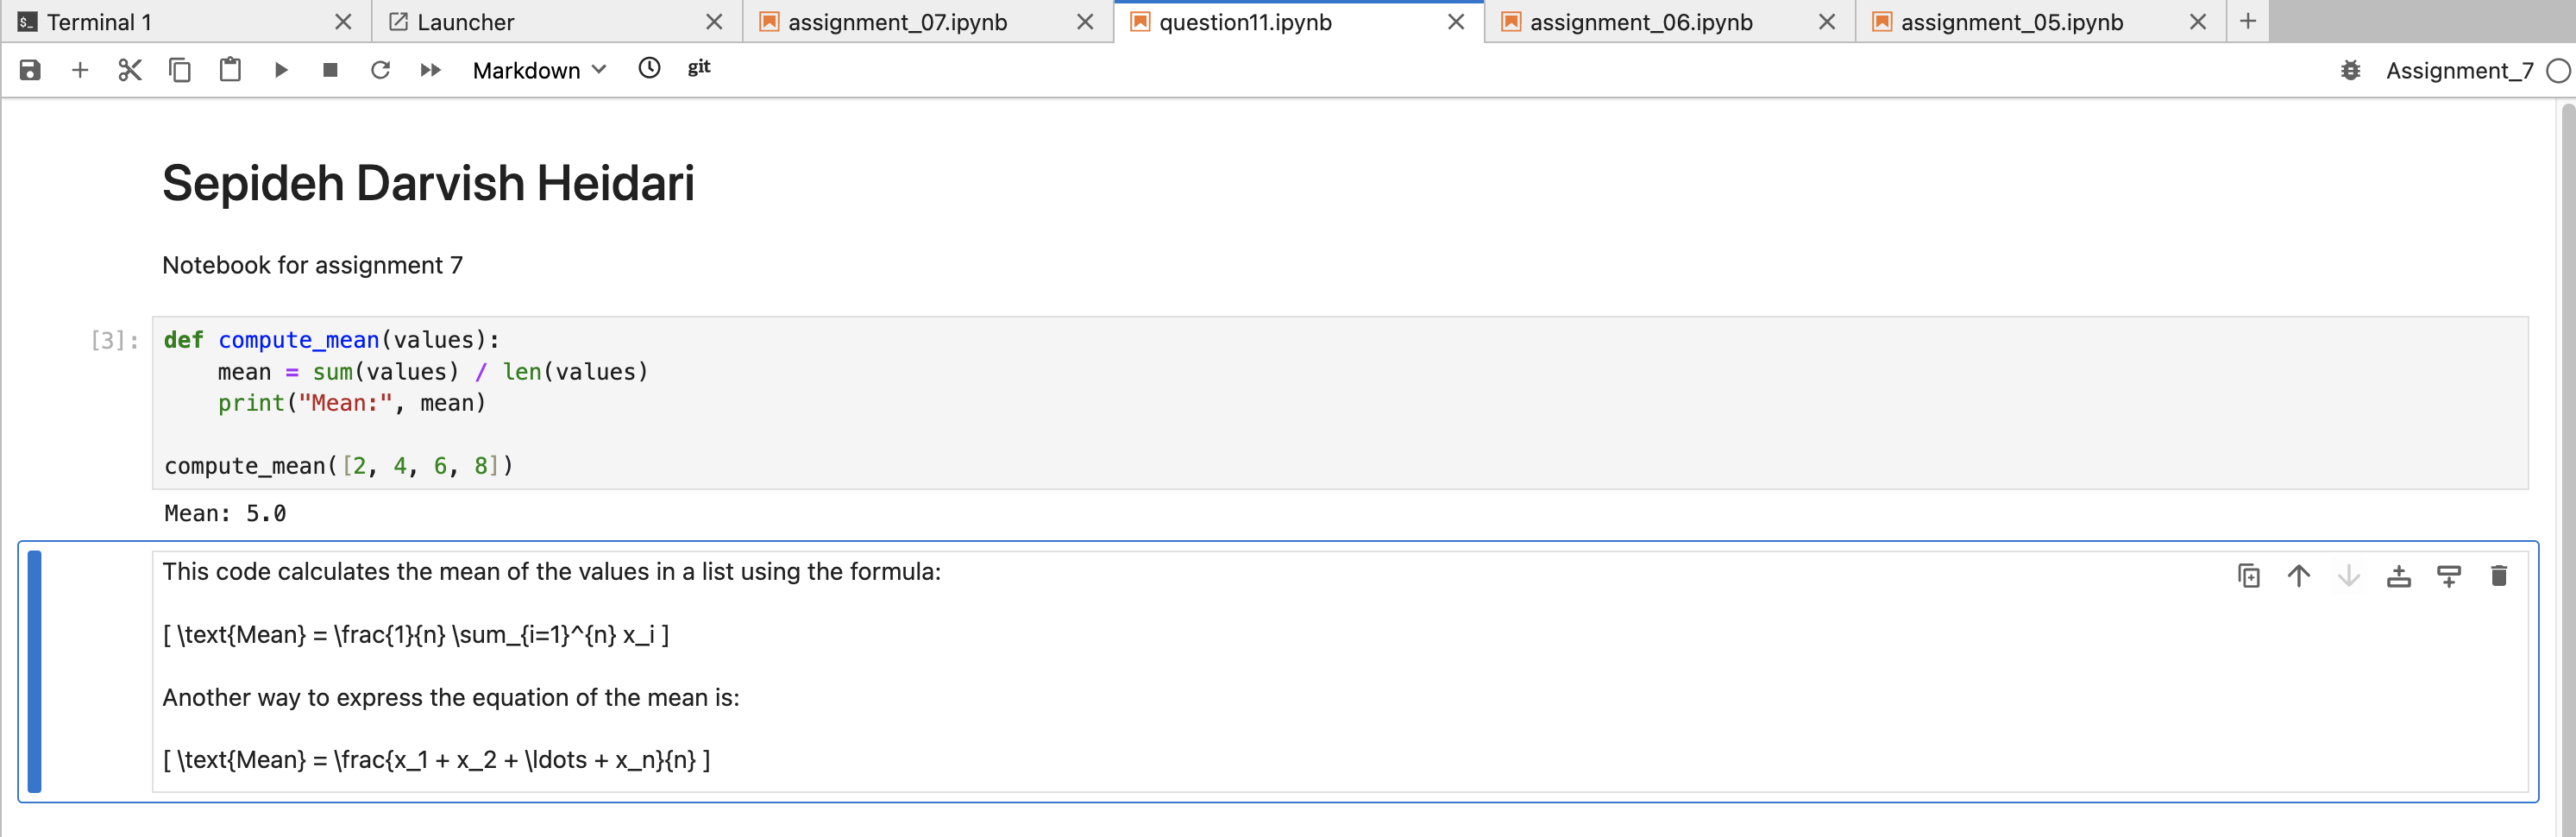 Terminal 1
Launcher
assignment_07.ipynb
question11.ipynb
assignment_06.ipynb
assignment_05.ipynb
Markdown
git
Assignment_7
Sepideh Darvish Heidari
Notebook for assignment 7
[3]:
def compute_mean(values):
    mean = sum(values) / len(values)
    print("Mean:", mean)
compute_mean([2, 4, 6, 8])
Mean: 5.0
This code calculates the mean of the values in a list using the formula:
[ \text{Mean} = \frac{1}{n} \sum_{i=1}^{n} x_i ]
Another way to express the equation of the mean is:
[ \text{Mean} = \frac{x_1 + x_2 + \ldots + x_n}{n} ]